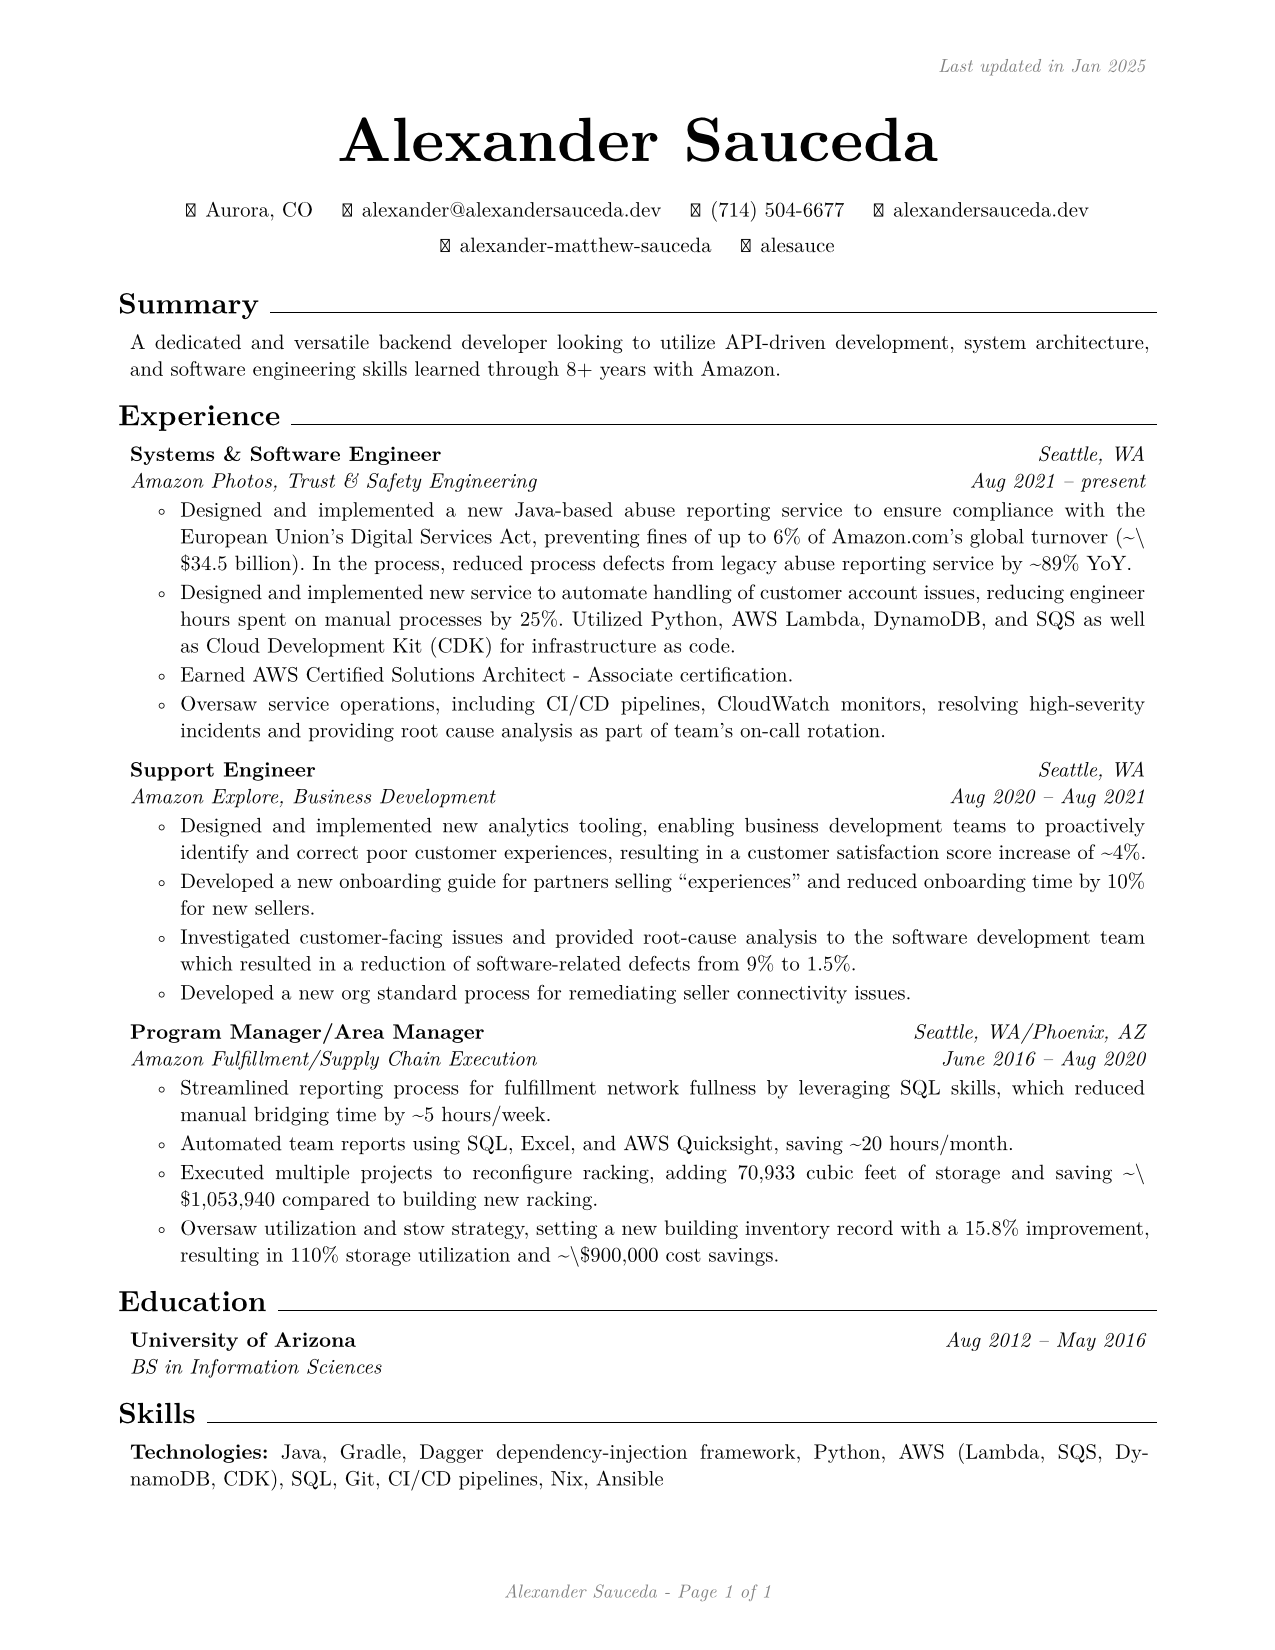 Last updated in Jan 2025
Alexander Sauceda
Aurora, CO alexander@alexandersauceda.dev (714) 504-6677 alexandersauceda.dev
alexander-matthew-sauceda alesauce
Summary
A dedicated and versatile backend developer looking to utilize API-driven development, system architecture,
and software engineering skills learned through 8+ years with Amazon.
Experience
Systems & Software Engineer Seattle, WA
Amazon Photos, Trust & Safety Engineering Aug 2021 – present
◦ Designed and implemented a new Java-based abuse reporting service to ensure compliance with the
European Union’s Digital Services Act, preventing fines of up to 6% of Amazon.com’s global turnover (~\
$34.5 billion). In the process, reduced process defects from legacy abuse reporting service by ~89% YoY.
◦ Designed and implemented new service to automate handling of customer account issues, reducing engineer
hours spent on manual processes by 25%. Utilized Python, AWS Lambda, DynamoDB, and SQS as well
as Cloud Development Kit (CDK) for infrastructure as code.
◦ Earned AWS Certified Solutions Architect - Associate certification.
◦ Oversaw service operations, including CI/CD pipelines, CloudWatch monitors, resolving high-severity
incidents and providing root cause analysis as part of team’s on-call rotation.
Support Engineer Seattle, WA
Amazon Explore, Business Development Aug 2020 – Aug 2021
◦ Designed and implemented new analytics tooling, enabling business development teams to proactively
identify and correct poor customer experiences, resulting in a customer satisfaction score increase of ~4%.
◦ Developed a new onboarding guide for partners selling “experiences” and reduced onboarding time by 10%
for new sellers.
◦ Investigated customer-facing issues and provided root-cause analysis to the software development team
which resulted in a reduction of software-related defects from 9% to 1.5%.
◦ Developed a new org standard process for remediating seller connectivity issues.
Program Manager/Area Manager Seattle, WA/Phoenix, AZ
Amazon Fulfillment/Supply Chain Execution June 2016 – Aug 2020
◦ Streamlined reporting process for fulfillment network fullness by leveraging SQL skills, which reduced
manual bridging time by ~5 hours/week.
◦ Automated team reports using SQL, Excel, and AWS Quicksight, saving ~20 hours/month.
◦ Executed multiple projects to reconfigure racking, adding 70,933 cubic feet of storage and saving ~\
$1,053,940 compared to building new racking.
◦ Oversaw utilization and stow strategy, setting a new building inventory record with a 15.8% improvement,
resulting in 110% storage utilization and ~\$900,000 cost savings.
Education
University of Arizona Aug 2012 – May 2016
BS in Information Sciences
Skills
Technologies: Java, Gradle, Dagger dependency-injection framework, Python, AWS (Lambda, SQS, Dy-
namoDB, CDK), SQL, Git, CI/CD pipelines, Nix, Ansible
Alexander Sauceda - Page 1 of 1